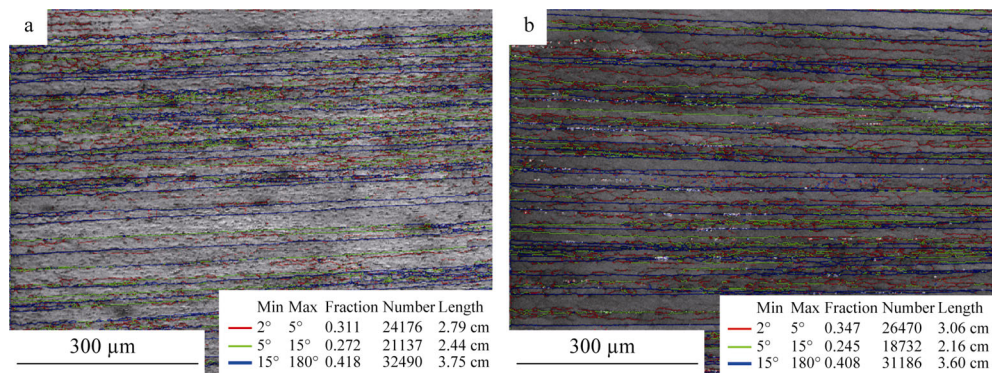 a
Min Max Fraction Number Length
2° 5° 0.311 24176 2.79 cm
5° 15° 0.272 21137 2.44 cm
15° 180° 0.418 32490 3.75 cm
300 μm
b
Min Max Fraction Number Length
2° 5° 0.347 26470 3.06 cm
5° 15° 0.245 18732 2.16 cm
15° 180° 0.408 31186 3.60 cm
300 μm